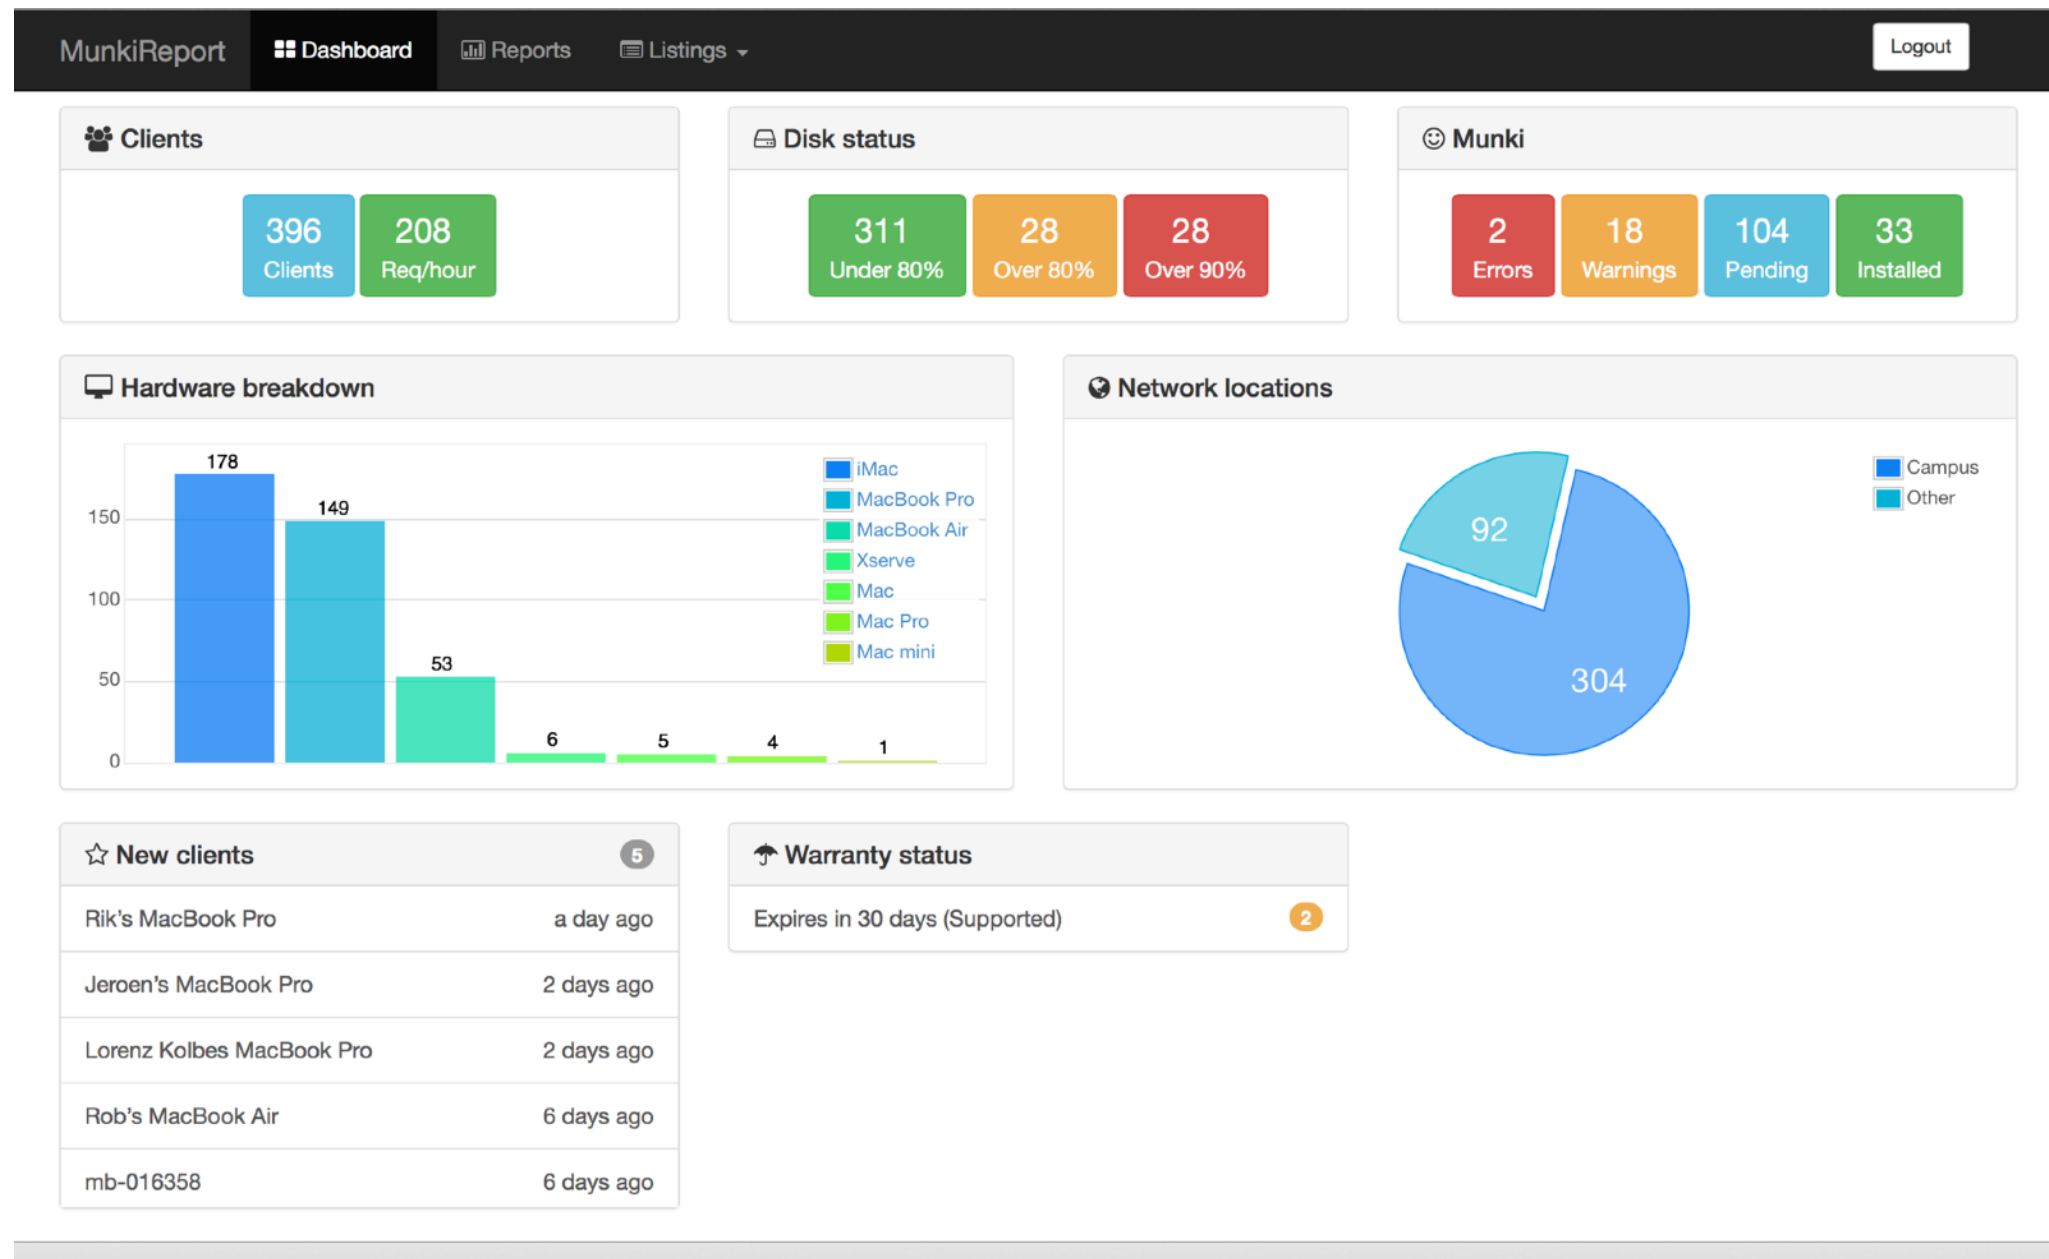 MunkiReport Dashboard Reports Listings Logout
Clients
396 208
Clients Req/hour
Disk status
311 28 28
Under 80% Over 80% Over 90%
Munki
2 18 104 33
Errors Warnings Pending Installed
Hardware breakdown
178
149
53
6
5
4
1
150
100
50
0
iMac
MacBook Pro
MacBook Air
Xserve
Mac
Mac Pro
Mac mini
Network locations
92
304
Campus
Other
New clients 5
Rik's MacBook Pro a day ago
Jeroen's MacBook Pro 2 days ago
Lorenz Kolbes MacBook Pro 2 days ago
Rob's MacBook Air 6 days ago
mb-016358 6 days ago
Warranty status
Expires in 30 days (Supported) 2